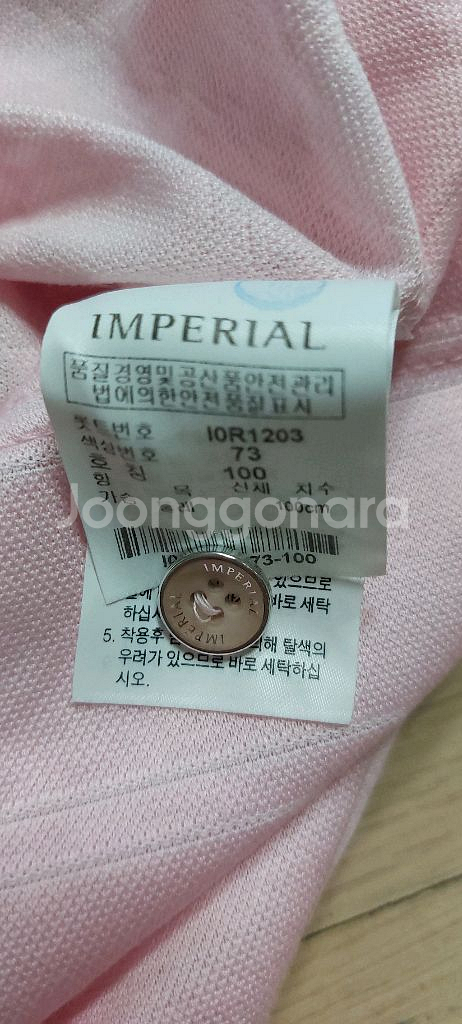 IMPERIAL
품질경영및공산품안전관리
법에의한안전품질표시
롯트번호 I0R1203
색상번호 73
호칭 100
가슴둘레 신체 치수 100cm
Joonggonara
73-100
IMPERIAL
IMPERIAL
있으므로
하십 바로 세탁
5. 착용후 의해 탈색의
우려가 있으므로 바로 세탁하십
시오.